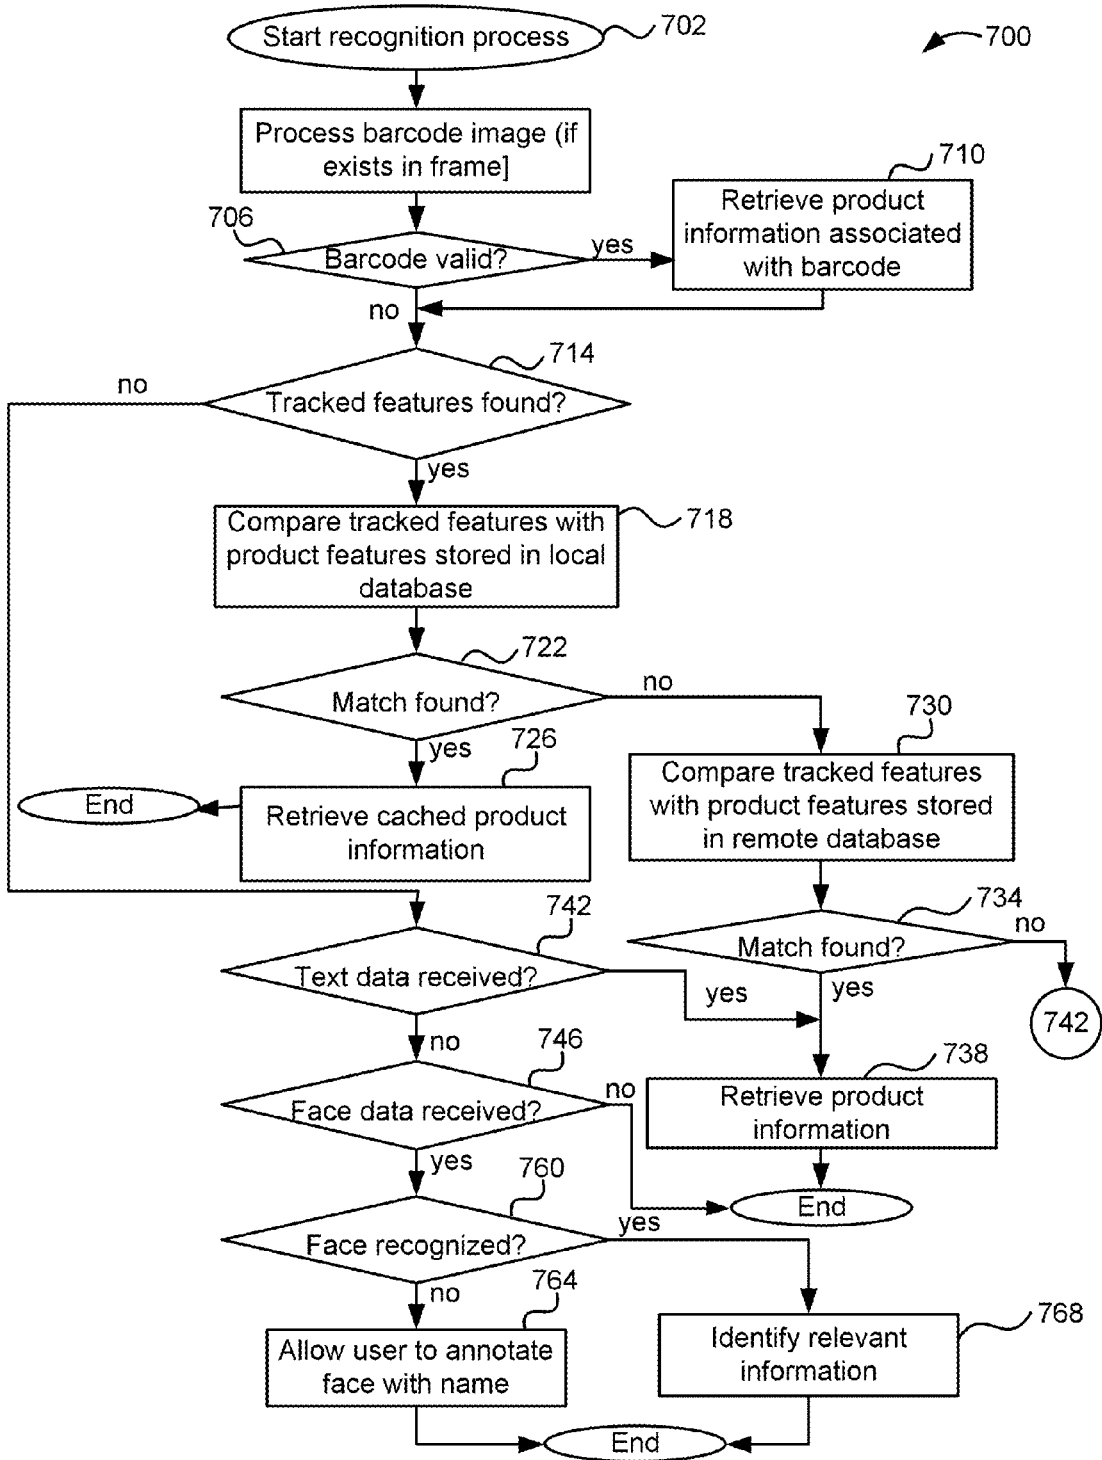 Start recognition process
702
700
Process barcode image (if
exists in frame]
710
Retrieve product
information associated
with barcode
706
Barcode valid?
yes
no
714
no
Tracked features found?
yes
718
Compare tracked features with
product features stored in local
database
722
Match found?
no
yes
726
730
Compare tracked features
with product features stored
in remote database
End
Retrieve cached product
information
742
734
no
Match found?
Text data received?
yes
yes
742
no
746
738
no
Retrieve product
information
Face data received?
yes
760
End
yes
Face recognized?
no
764
768
Allow user to annotate
face with name
Identify relevant
information
End